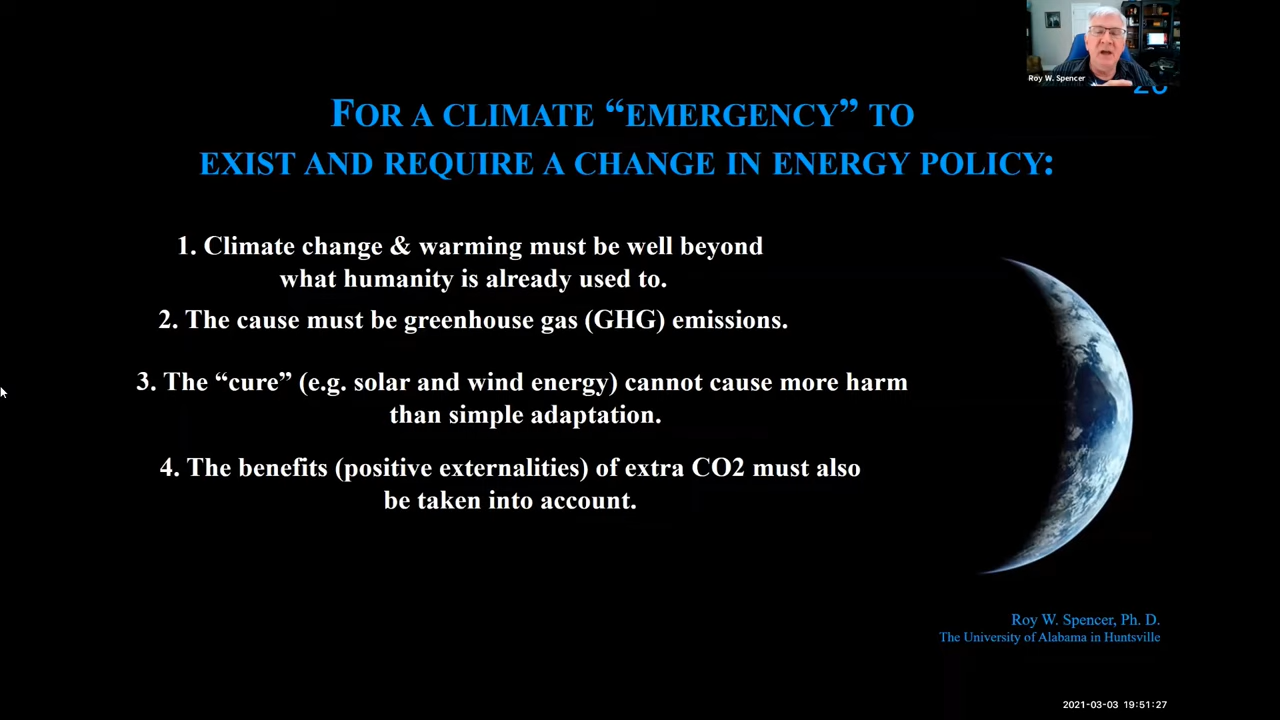 Roy W. Spencer
FOR A CLIMATE “EMERGENCY” TO
EXIST AND REQUIRE A CHANGE IN ENERGY POLICY:
1. Climate change & warming must be well beyond
what humanity is already used to.
2. The cause must be greenhouse gas (GHG) emissions.
3. The “cure” (e.g. solar and wind energy) cannot cause more harm
than simple adaptation.
4. The benefits (positive externalities) of extra CO2 must also
be taken into account.
Roy W. Spencer, Ph. D.
The University of Alabama in Huntsville
2021-03-03 19:51:27